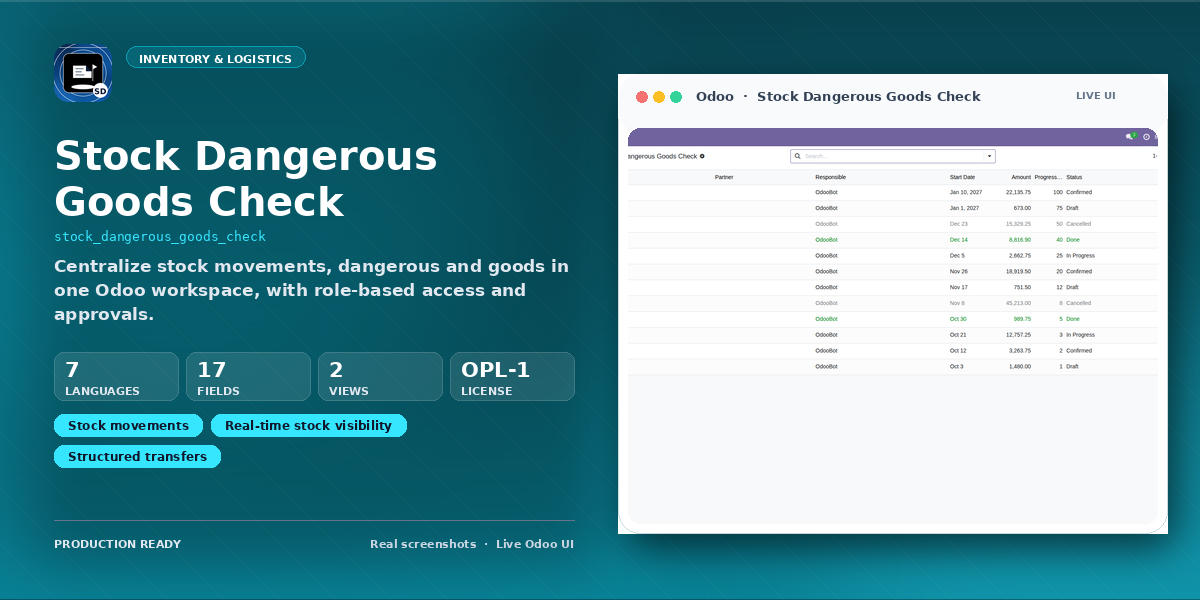 SD
INVENTORY & LOGISTICS
Stock Dangerous
Goods Check
stock_dangerous_goods_check
Centralize stock movements, dangerous and goods in
one Odoo workspace, with role-based access and
approvals.
7
LANGUAGES
17
FIELDS
2
VIEWS
OPL-1
LICENSE
Stock movements
Real-time stock visibility
Structured transfers
PRODUCTION READY
Real screenshots · Live Odoo UI
Odoo · Stock Dangerous Goods Check
LIVE UI
angerous Goods Check
Search...
Partner Responsible Start Date Amount Progress... Status
OdooBot Jan 10, 2027 22,135.75 100 Confirmed
OdooBot Jan 1, 2027 673.00 75 Draft
OdooBot Dec 23 15,329.25 50 Cancelled
OdooBot Dec 14 8,816.90 40 Done
OdooBot Dec 5 2,662.75 25 In Progress
OdooBot Nov 26 18,919.50 20 Confirmed
OdooBot Nov 17 751.50 12 Draft
OdooBot Nov 8 45,213.00 8 Cancelled
OdooBot Oct 30 989.75 5 Done
OdooBot Oct 21 12,757.25 3 In Progress
OdooBot Oct 12 3,263.75 2 Confirmed
OdooBot Oct 3 1,480.00 1 Draft